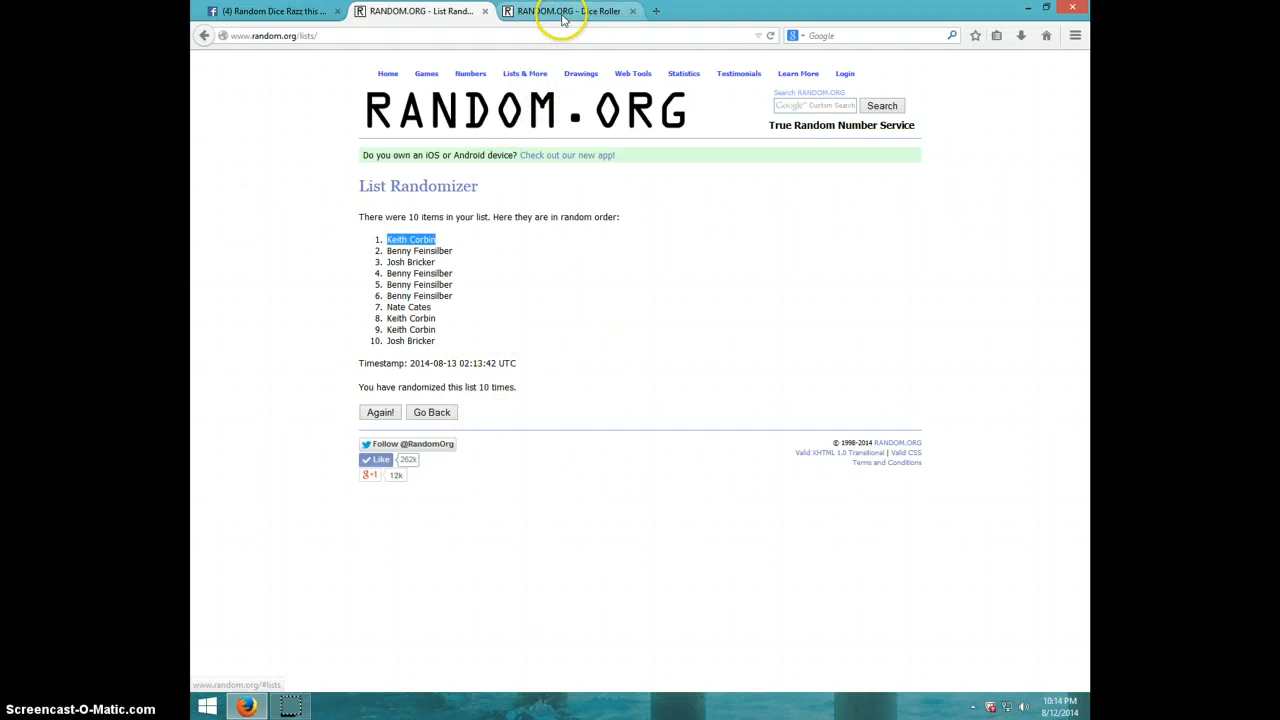 (4) Random Dice Razz this ...
RANDOM.ORG - List Rand...
RANDOM.ORG - Dice Roller
www.random.org/lists/
Google
Home Games Numbers Lists & More Drawings Web Tools Statistics Testimonials Learn More Login
RANDOM.ORG
Search RANDOM.ORG
Google™ Custom Search
Search
True Random Number Service
Do you own an iOS or Android device? Check out our new app!
List Randomizer
There were 10 items in your list. Here they are in random order:
1. Keith Corbin
2. Benny Feinsilber
3. Josh Bricker
4. Benny Feinsilber
5. Benny Feinsilber
6. Benny Feinsilber
7. Nate Cates
8. Keith Corbin
9. Keith Corbin
10. Josh Bricker
Timestamp: 2014-08-13 02:13:42 UTC
You have randomized this list 10 times.
Again! Go Back
Follow @RandomOrg
Like 262k
g+1 12k
© 1998-2014 RANDOM.ORG
Valid XHTML 1.0 Transitional | Valid CSS
Terms and Conditions
www.random.org/#lists
10:14 PM
8/12/2014
Screencast-O-Matic.com